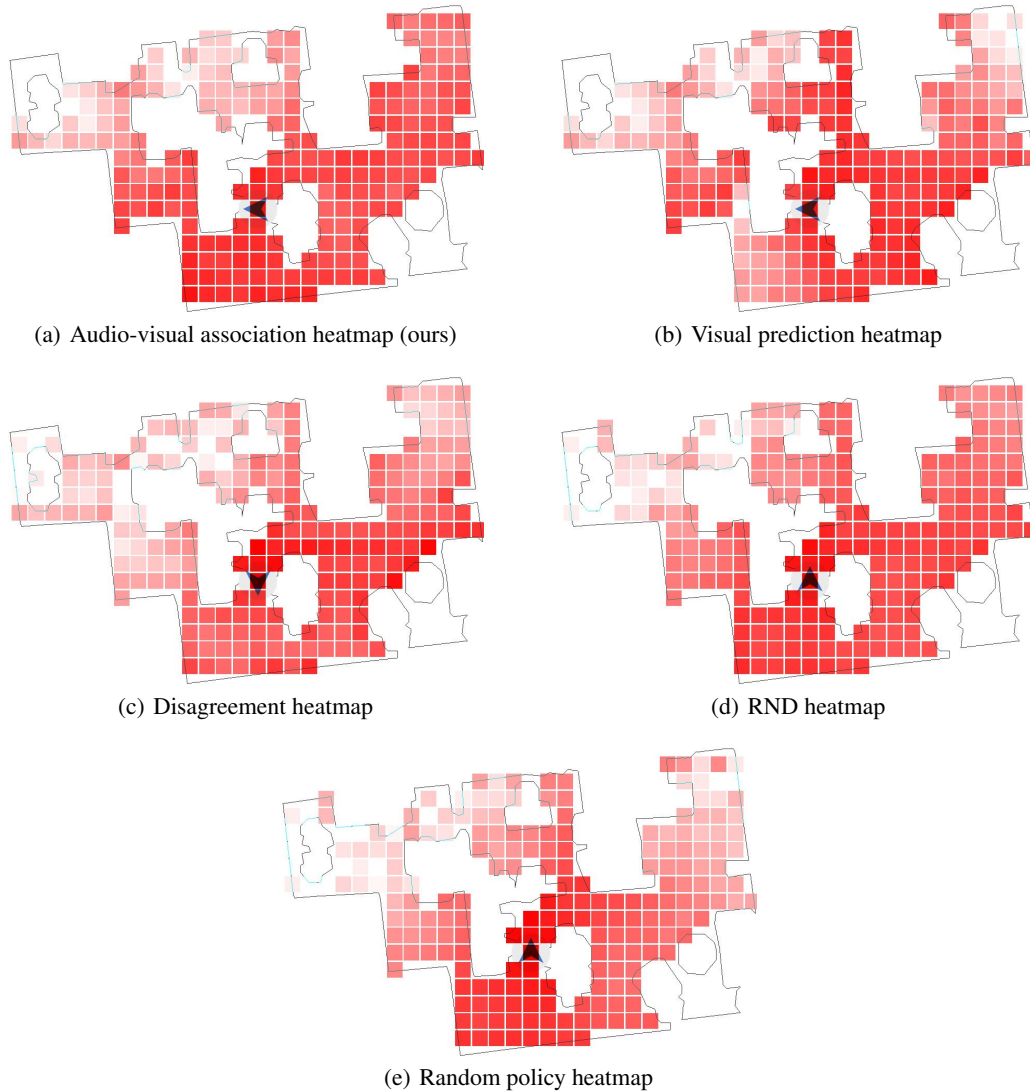 (a) Audio-visual association heatmap (ours)
(b) Visual prediction heatmap
(c) Disagreement heatmap
(d) RND heatmap
(e) Random policy heatmap